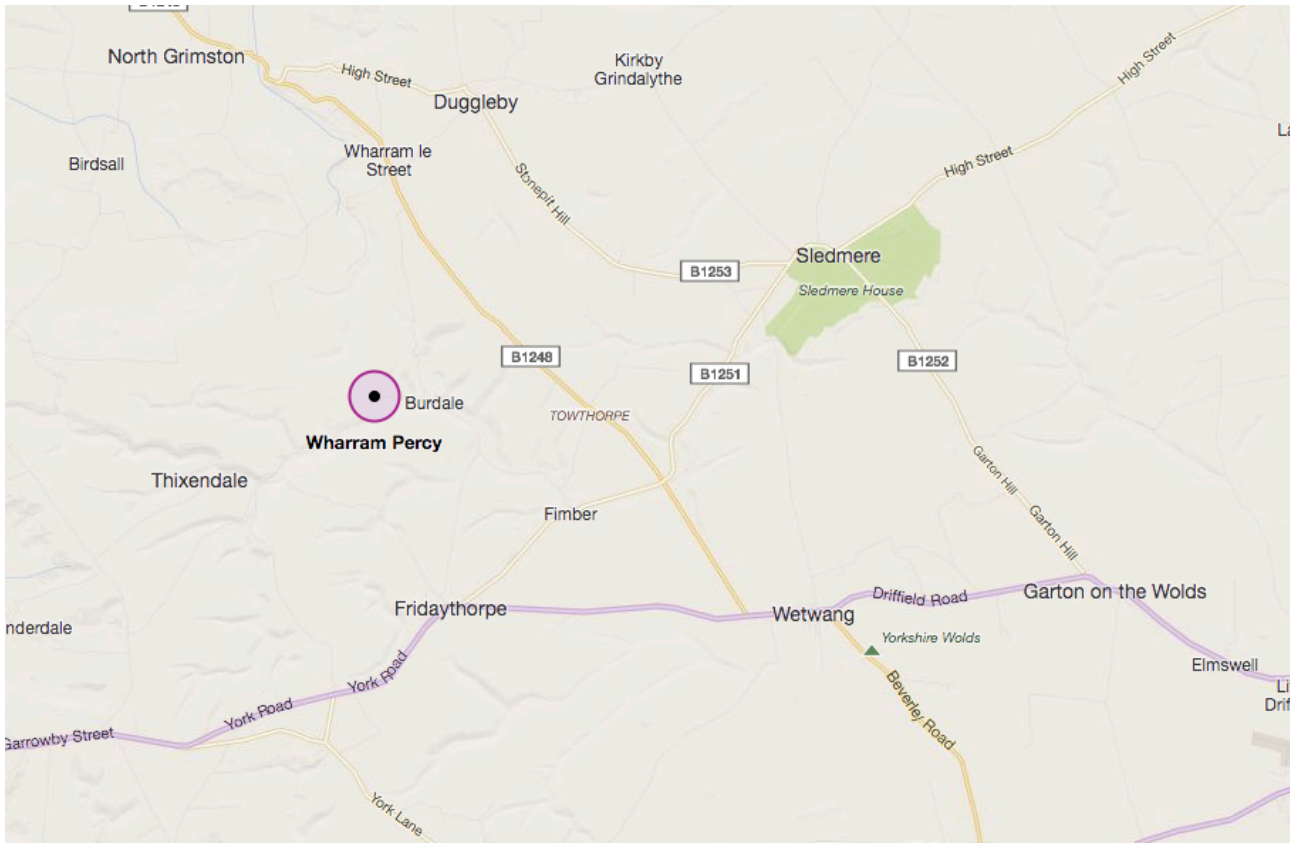 North Grimston
High Street
Duggleby
Kirkby
Grindalythe
High Street
Birdsall
Wharram le
Street
Stonepit Hill
High Street
Sledmere
B1253
Sledmere House
B1248
B1251
B1252
Burdale
TOWTHORPE
Wharram Percy
Thixendale
Garton Hill
Fimber
Garton Hill
Fridaythorpe
Wetwang
Driffield Road
Garton on the Wolds
nderdale
Yorkshire Wolds
Elmswell
York Road
York Road
Beverley Road
Garrowby Street
York Lane